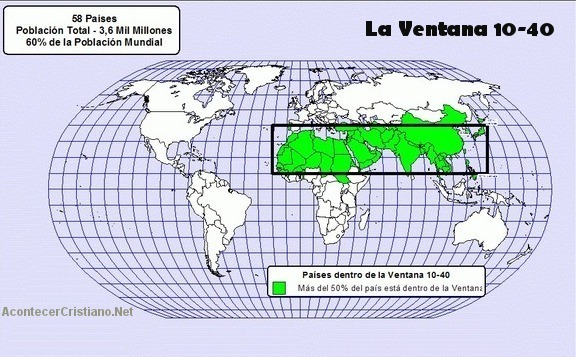 58 Países
Población Total - 3,6 Mil Millones
60% de la Población Mundial
La Ventana 10-40
Países dentro de la Ventana 10-40
Más del 50% del país está dentro de la Ventana
AcontecerCristiano.Net